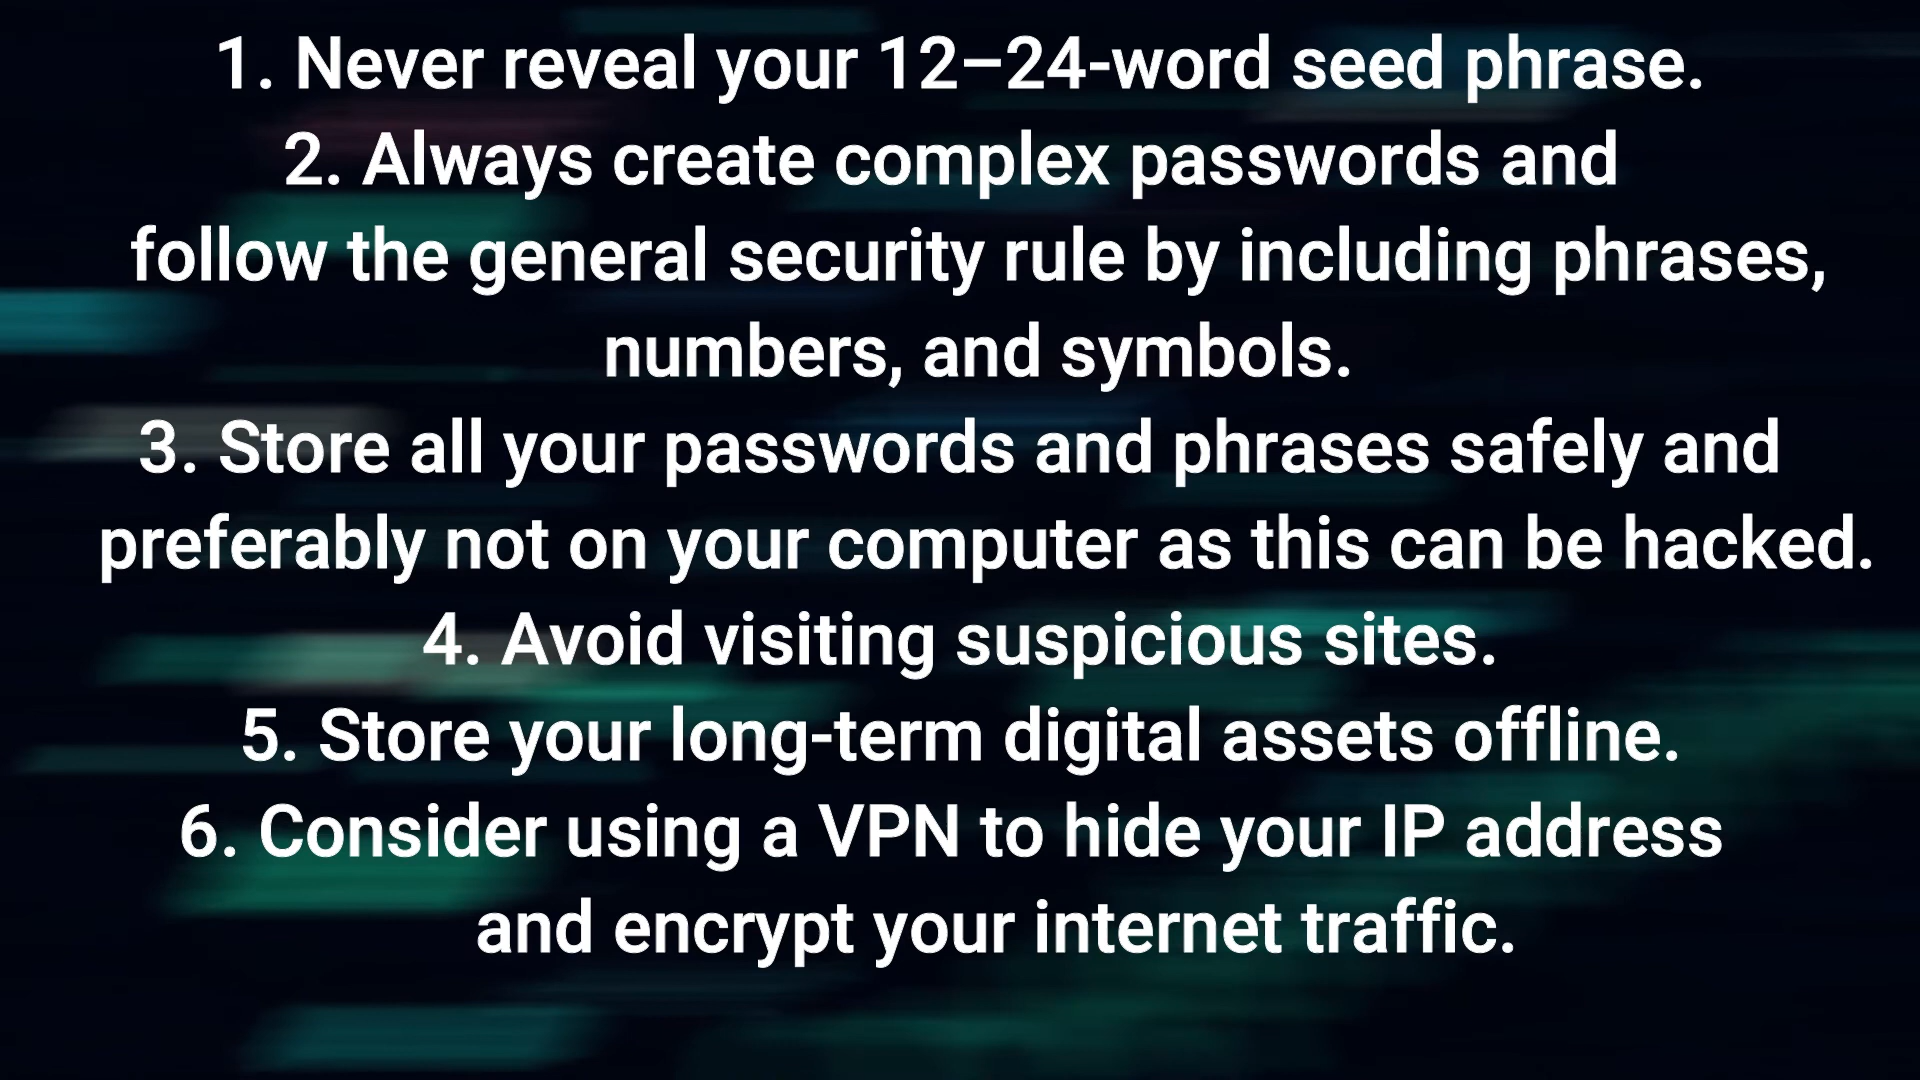 1. Never reveal your 12–24-word seed phrase.
2. Always create complex passwords and
follow the general security rule by including phrases,
numbers, and symbols.
3. Store all your passwords and phrases safely and
preferably not on your computer as this can be hacked.
4. Avoid visiting suspicious sites.
5. Store your long-term digital assets offline.
6. Consider using a VPN to hide your IP address
and encrypt your internet traffic.